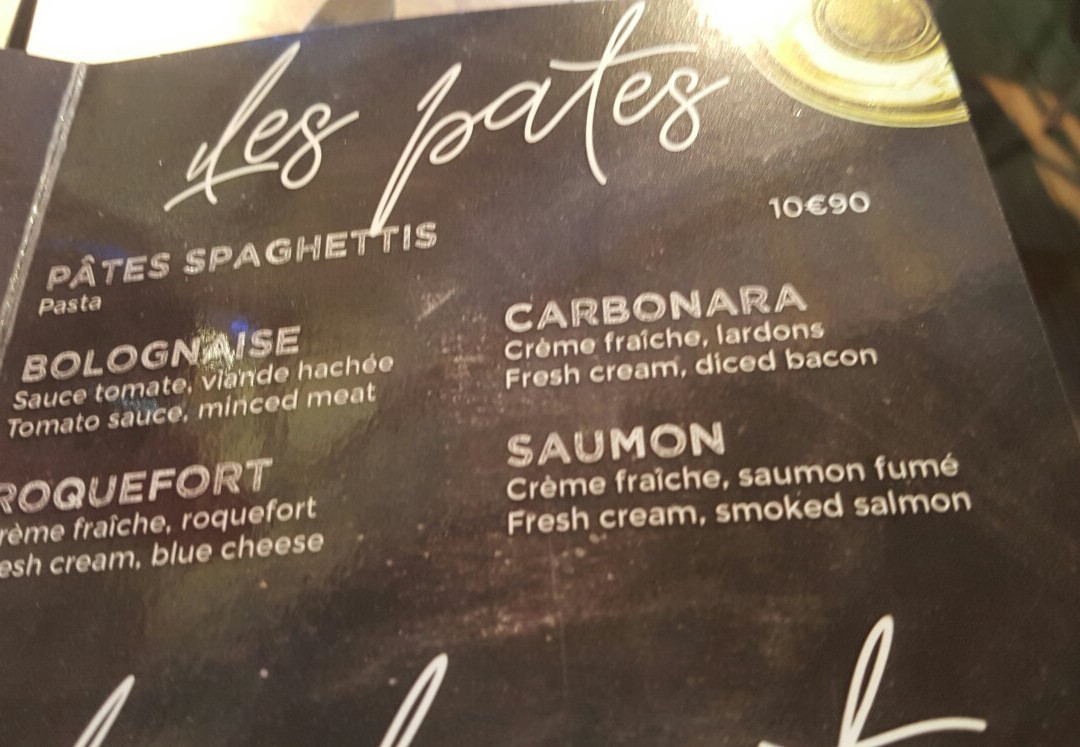 les pates
10€90
PÂTES SPAGHETTIS
Pasta
BOLOGNAISE
Sauce tomate, viande hachée
Tomato sauce, minced meat
CARBONARA
Crème fraîche, lardons
Fresh cream, diced bacon
ROQUEFORT
rème fraîche, roquefort
esh cream, blue cheese
SAUMON
Crème fraîche, saumon fumé
Fresh cream, smoked salmon